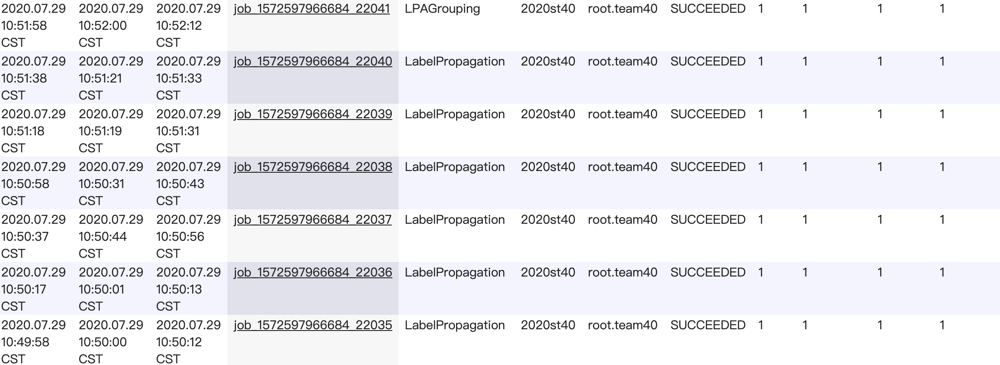 2020.07.29 2020.07.29 2020.07.29 job_1572597966684_22041 LPAGrouping 2020st40 root.team40 SUCCEEDED 1 1 1 1
10:51:58 10:52:00 10:52:12
CST CST CST
2020.07.29 2020.07.29 2020.07.29 job_1572597966684_22040 LabelPropagation 2020st40 root.team40 SUCCEEDED 1 1 1 1
10:51:38 10:51:21 10:51:33
CST CST CST
2020.07.29 2020.07.29 2020.07.29 job_1572597966684_22039 LabelPropagation 2020st40 root.team40 SUCCEEDED 1 1 1 1
10:51:18 10:51:19 10:51:31
CST CST CST
2020.07.29 2020.07.29 2020.07.29 job_1572597966684_22038 LabelPropagation 2020st40 root.team40 SUCCEEDED 1 1 1 1
10:50:58 10:50:31 10:50:43
CST CST CST
2020.07.29 2020.07.29 2020.07.29 job_1572597966684_22037 LabelPropagation 2020st40 root.team40 SUCCEEDED 1 1 1 1
10:50:37 10:50:44 10:50:56
CST CST CST
2020.07.29 2020.07.29 2020.07.29 job_1572597966684_22036 LabelPropagation 2020st40 root.team40 SUCCEEDED 1 1 1 1
10:50:17 10:50:01 10:50:13
CST CST CST
2020.07.29 2020.07.29 2020.07.29 job_1572597966684_22035 LabelPropagation 2020st40 root.team40 SUCCEEDED 1 1 1 1
10:49:58 10:50:00 10:50:12
CST CST CST